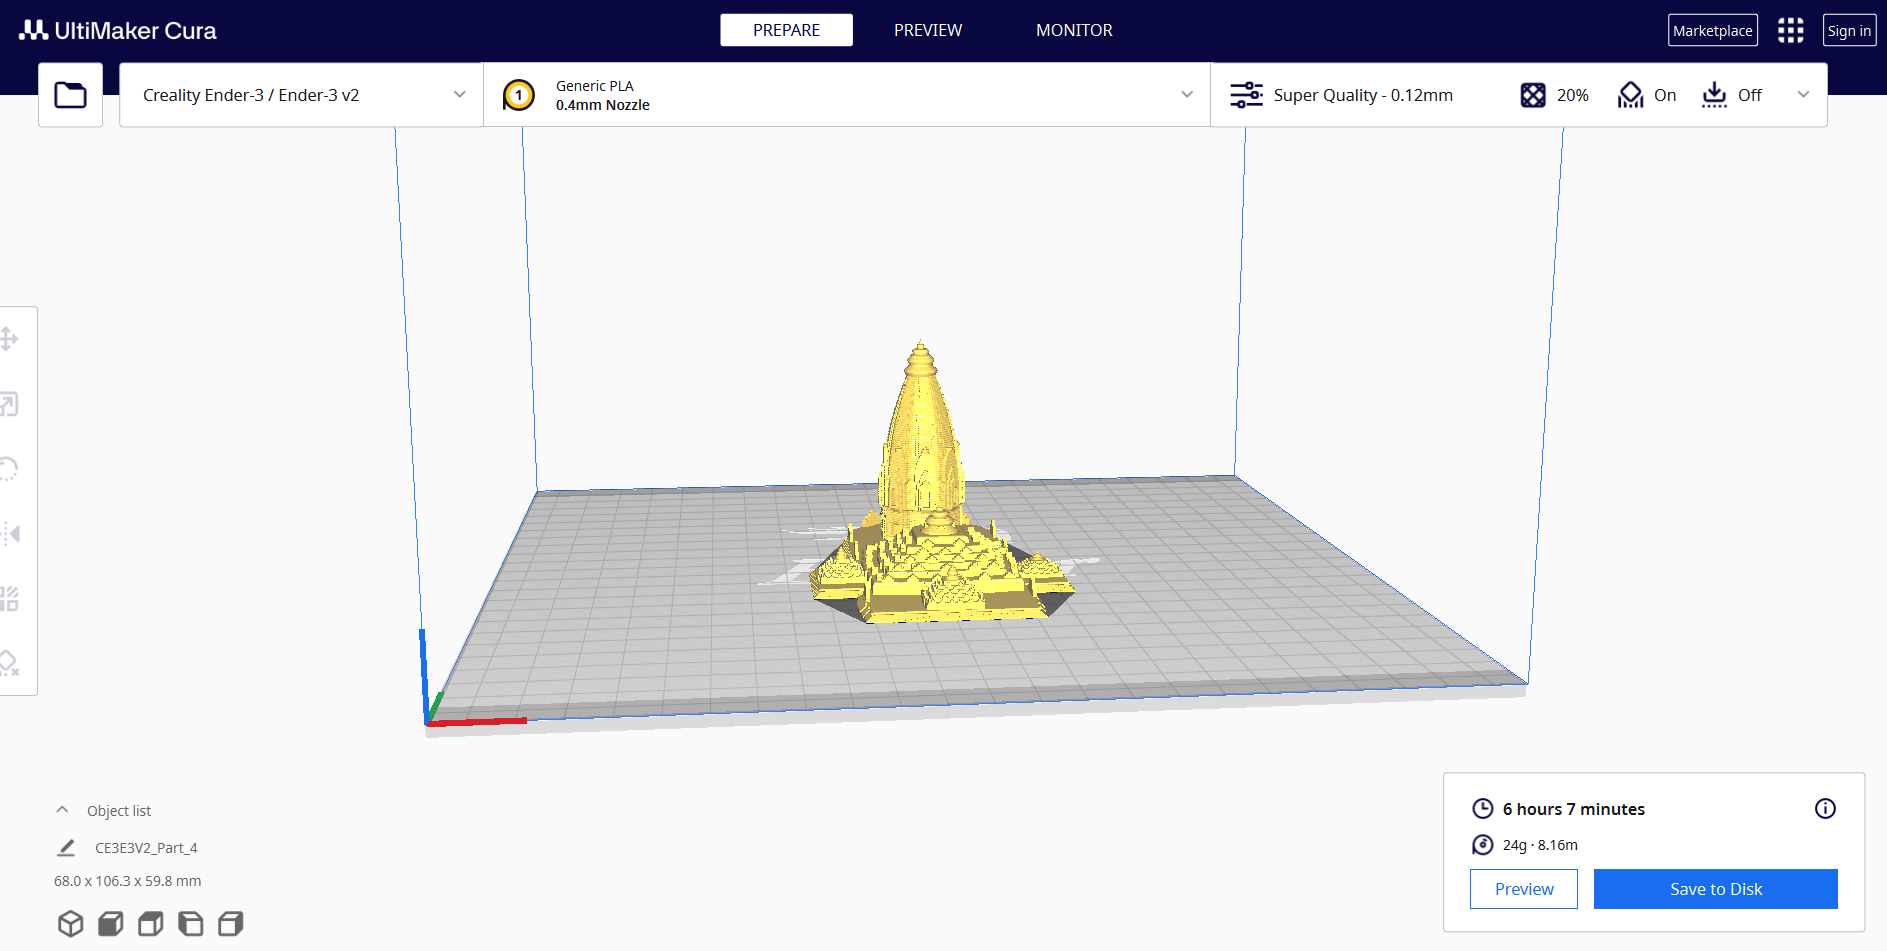 UltiMaker Cura
PREPARE
PREVIEW
MONITOR
Marketplace
Sign in
Creality Ender-3 / Ender-3 v2
1
Generic PLA
0.4mm Nozzle
Super Quality - 0.12mm
20%
On
Off
Object list
CE3E3V2_Part_4
68.0 x 106.3 x 59.8 mm
6 hours 7 minutes
24g · 8.16m
Preview
Save to Disk